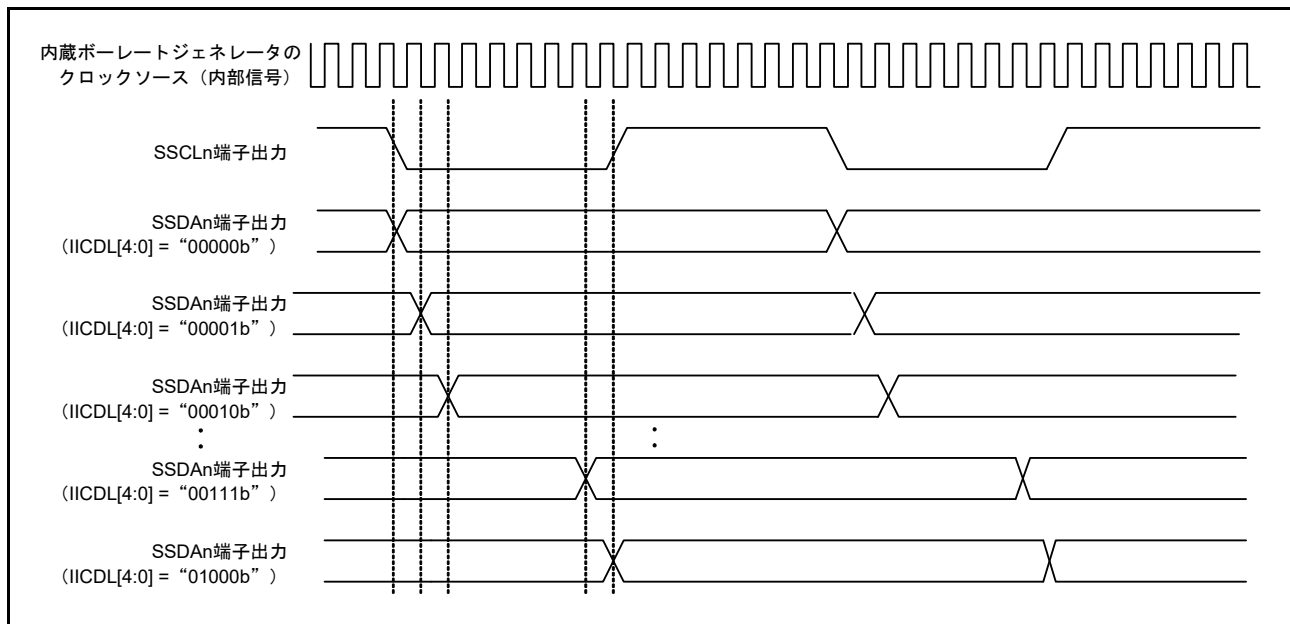 内蔵ボーレートジェネレータの
クロックソース（内部信号）
SSCLn端子出力
SSDAn端子出力
（IICDL[4:0] = “00000b” ）
SSDAn端子出力
（IICDL[4:0] = “00001b” ）
SSDAn端子出力
（IICDL[4:0] = “00010b” ）
SSDAn端子出力
（IICDL[4:0] = “00111b” ）
SSDAn端子出力
（IICDL[4:0] = “01000b” ）